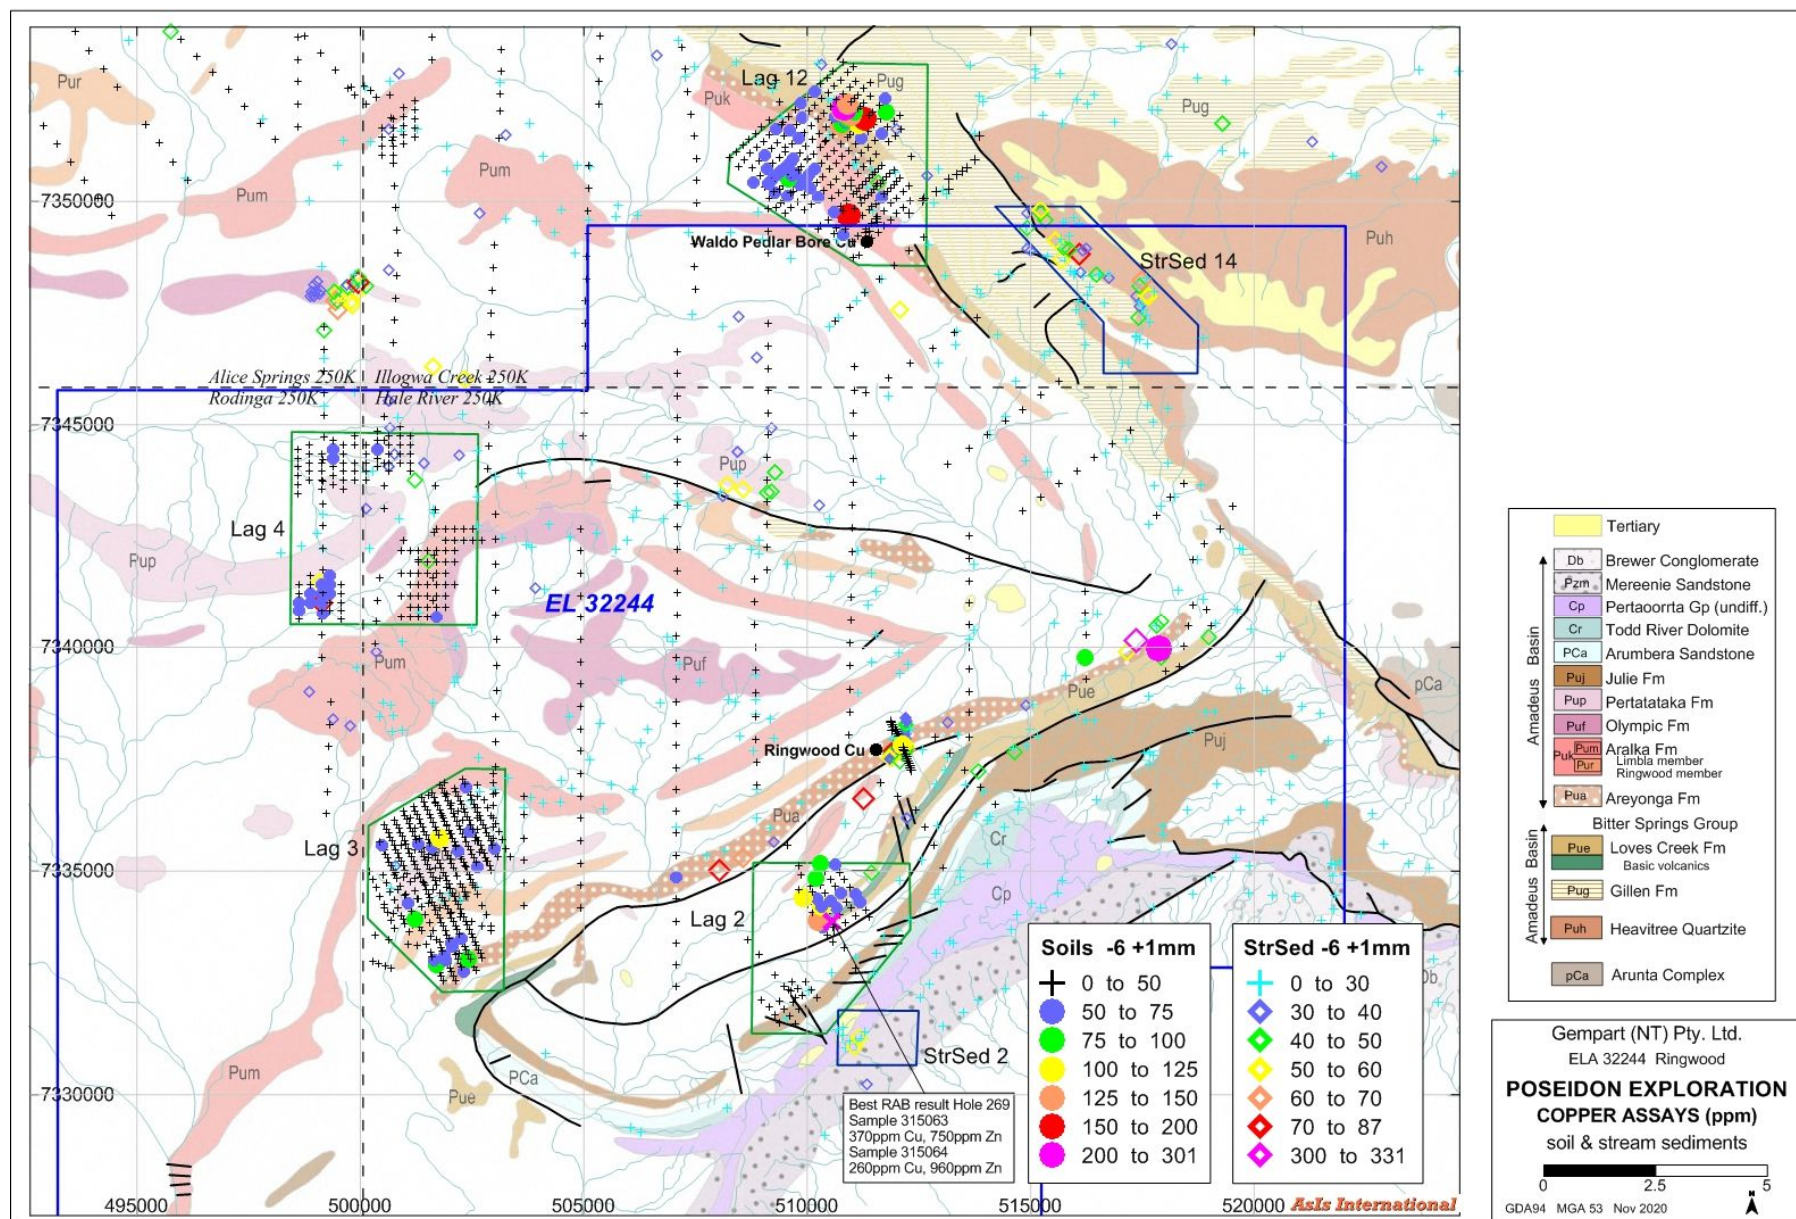 Pur
Lag 12
Pug
Puk
Pug
Pum
Pum
7350000
Waldo Pedlar Bore Cu
Puh
StrSed 14
Alice Springs 250K
Illogwa Creek 250K
Rodinga 250K
Hale River 250K
7345000
Pup
Lag 4
Pup
EL 32244
7340000
Pum
Puf
Pue
pCa
Ringwood Cu
Puj
Pua
Cr
Lag 3
7335000
Cp
Lag 2
Db
StrSed 2
Pum
PCa
Pue
7330000
Best RAB result Hole 269
Sample 315063
370ppm Cu, 750ppm Zn
Sample 315064
260ppm Cu, 960ppm Zn
495000
500000
505000
510000
515000
520000
AsIs International
Soils -6 +1mm
0 to 50
50 to 75
75 to 100
100 to 125
125 to 150
150 to 200
200 to 301
StrSed -6 +1mm
0 to 30
30 to 40
40 to 50
50 to 60
60 to 70
70 to 87
300 to 331
Tertiary
Amadeus Basin
Db Brewer Conglomerate
Pzm Mereenie Sandstone
Cp Pertaoorrta Gp (undiff.)
Cr Todd River Dolomite
PCa Arumbera Sandstone
Puj Julie Fm
Pup Pertatataka Fm
Puf Olympic Fm
Puk Pum Aralka Fm
Limbla member
Pur Ringwood member
Pua Areyonga Fm
Amadeus Basin
Bitter Springs Group
Pue Loves Creek Fm
Basic volcanics
Pug Gillen Fm
Puh Heavitree Quartzite
pCa Arunta Complex
Gempart (NT) Pty. Ltd.
ELA 32244 Ringwood
POSEIDON EXPLORATION
COPPER ASSAYS (ppm)
soil & stream sediments
0 2.5 5
GDA94 MGA 53 Nov 2020
N